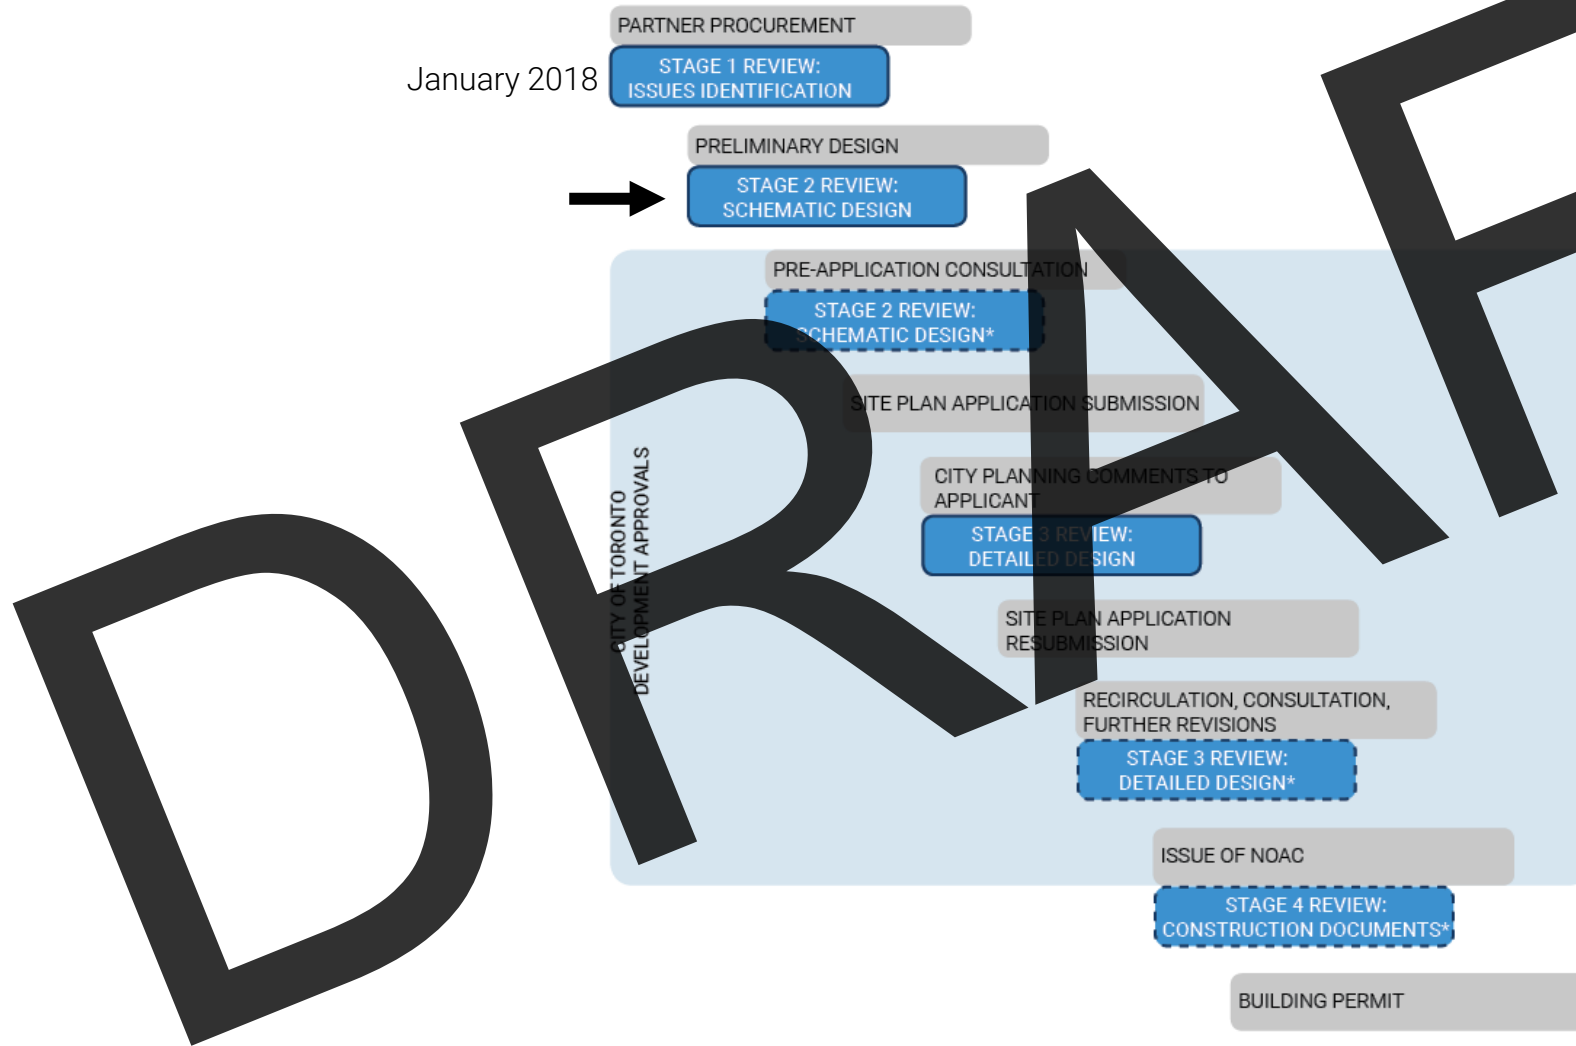 PARTNER PROCUREMENT
January 2018
STAGE 1 REVIEW:
ISSUES IDENTIFICATION
PRELIMINARY DESIGN
STAGE 2 REVIEW:
SCHEMATIC DESIGN
PRE-APPLICATION CONSULTATION
STAGE 2 REVIEW:
SCHEMATIC DESIGN*
SITE PLAN APPLICATION SUBMISSION
CITY PLANNING COMMENTS TO
APPLICANT
STAGE 3 REVIEW:
DETAILED DESIGN
CITY OF TORONTO
DEVELOPMENT APPROVALS
SITE PLAN APPLICATION
RESUBMISSION
RECIRCULATION, CONSULTATION,
FURTHER REVISIONS
STAGE 3 REVIEW:
DETAILED DESIGN*
ISSUE OF NOAC
STAGE 4 REVIEW:
CONSTRUCTION DOCUMENTS*
BUILDING PERMIT
DRAF